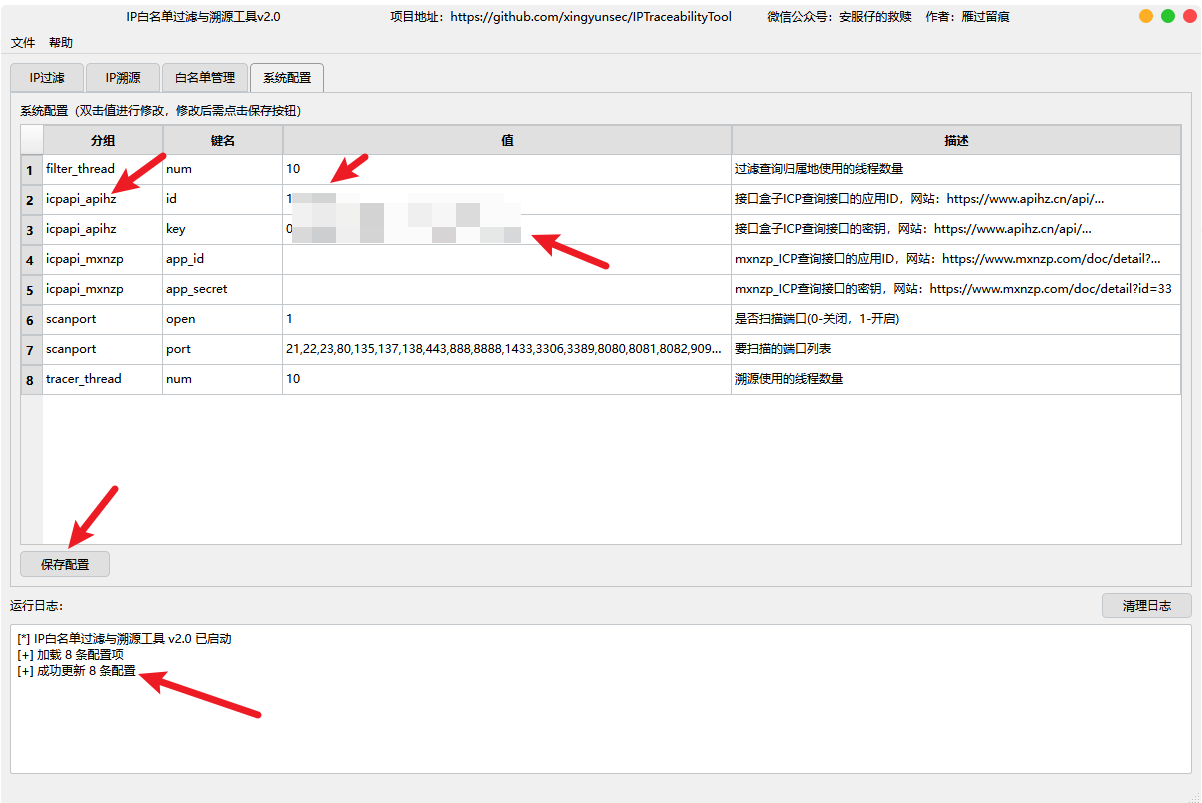 IP白名单过滤与溯源工具v2.0 项目地址：https://github.com/xingyunsec/IPTraceabilityTool 微信公众号：安服仔的救赎 作者：雁过留痕
文件 帮助
IP过滤 IP溯源 白名单管理 系统配置
系统配置（双击值进行修改，修改后需点击保存按钮）
分组 键名 值 描述
1 filter_thread num 10 过滤查询归属地使用的线程数量
2 icpapi_apihz id 1 接口盒子ICP查询接口的应用ID，网站：https://www.apihz.cn/api/...
3 icpapi_apihz key 0 接口盒子ICP查询接口的密钥，网站：https://www.apihz.cn/api/...
4 icpapi_mxnzp app_id mxnzp_ICP查询接口的应用ID，网站：https://www.mxnzp.com/doc/detail?...
5 icpapi_mxnzp app_secret mxnzp_ICP查询接口的密钥，网站：https://www.mxnzp.com/doc/detail?id=33
6 scanport open 1 是否扫描端口(0-关闭，1-开启)
7 scanport port 21,22,23,80,135,137,138,443,888,8888,1433,3306,3389,8080,8081,8082,909... 要扫描的端口列表
8 tracer_thread num 10 溯源使用的线程数量
保存配置
运行日志： 清理日志
[*] IP白名单过滤与溯源工具 v2.0 已启动
[+] 加载 8 条配置项
[+] 成功更新 8 条配置